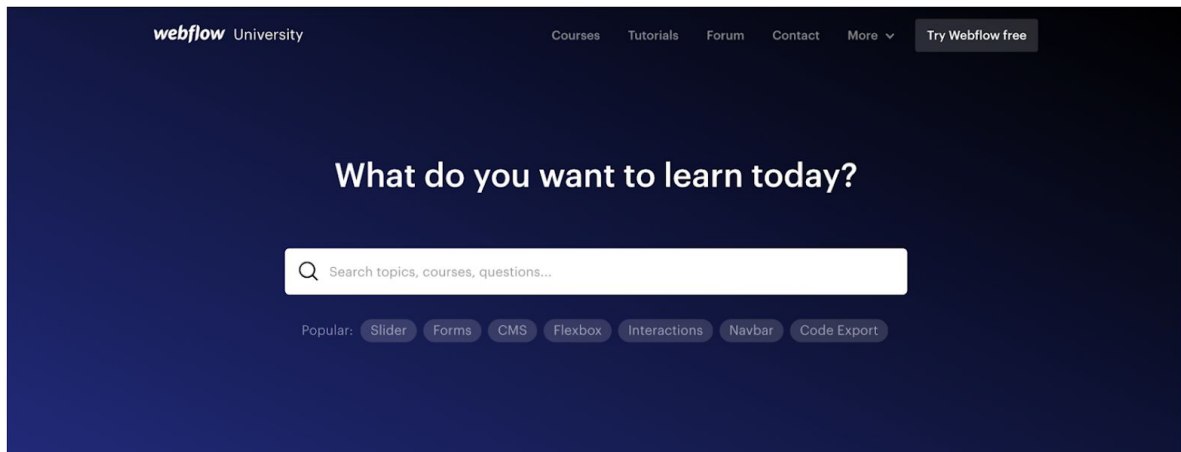 webflow University Courses Tutorials Forum Contact More Try Webflow free
What do you want to learn today?
Search topics, courses, questions...
Popular: Slider Forms CMS Flexbox Interactions Navbar Code Export